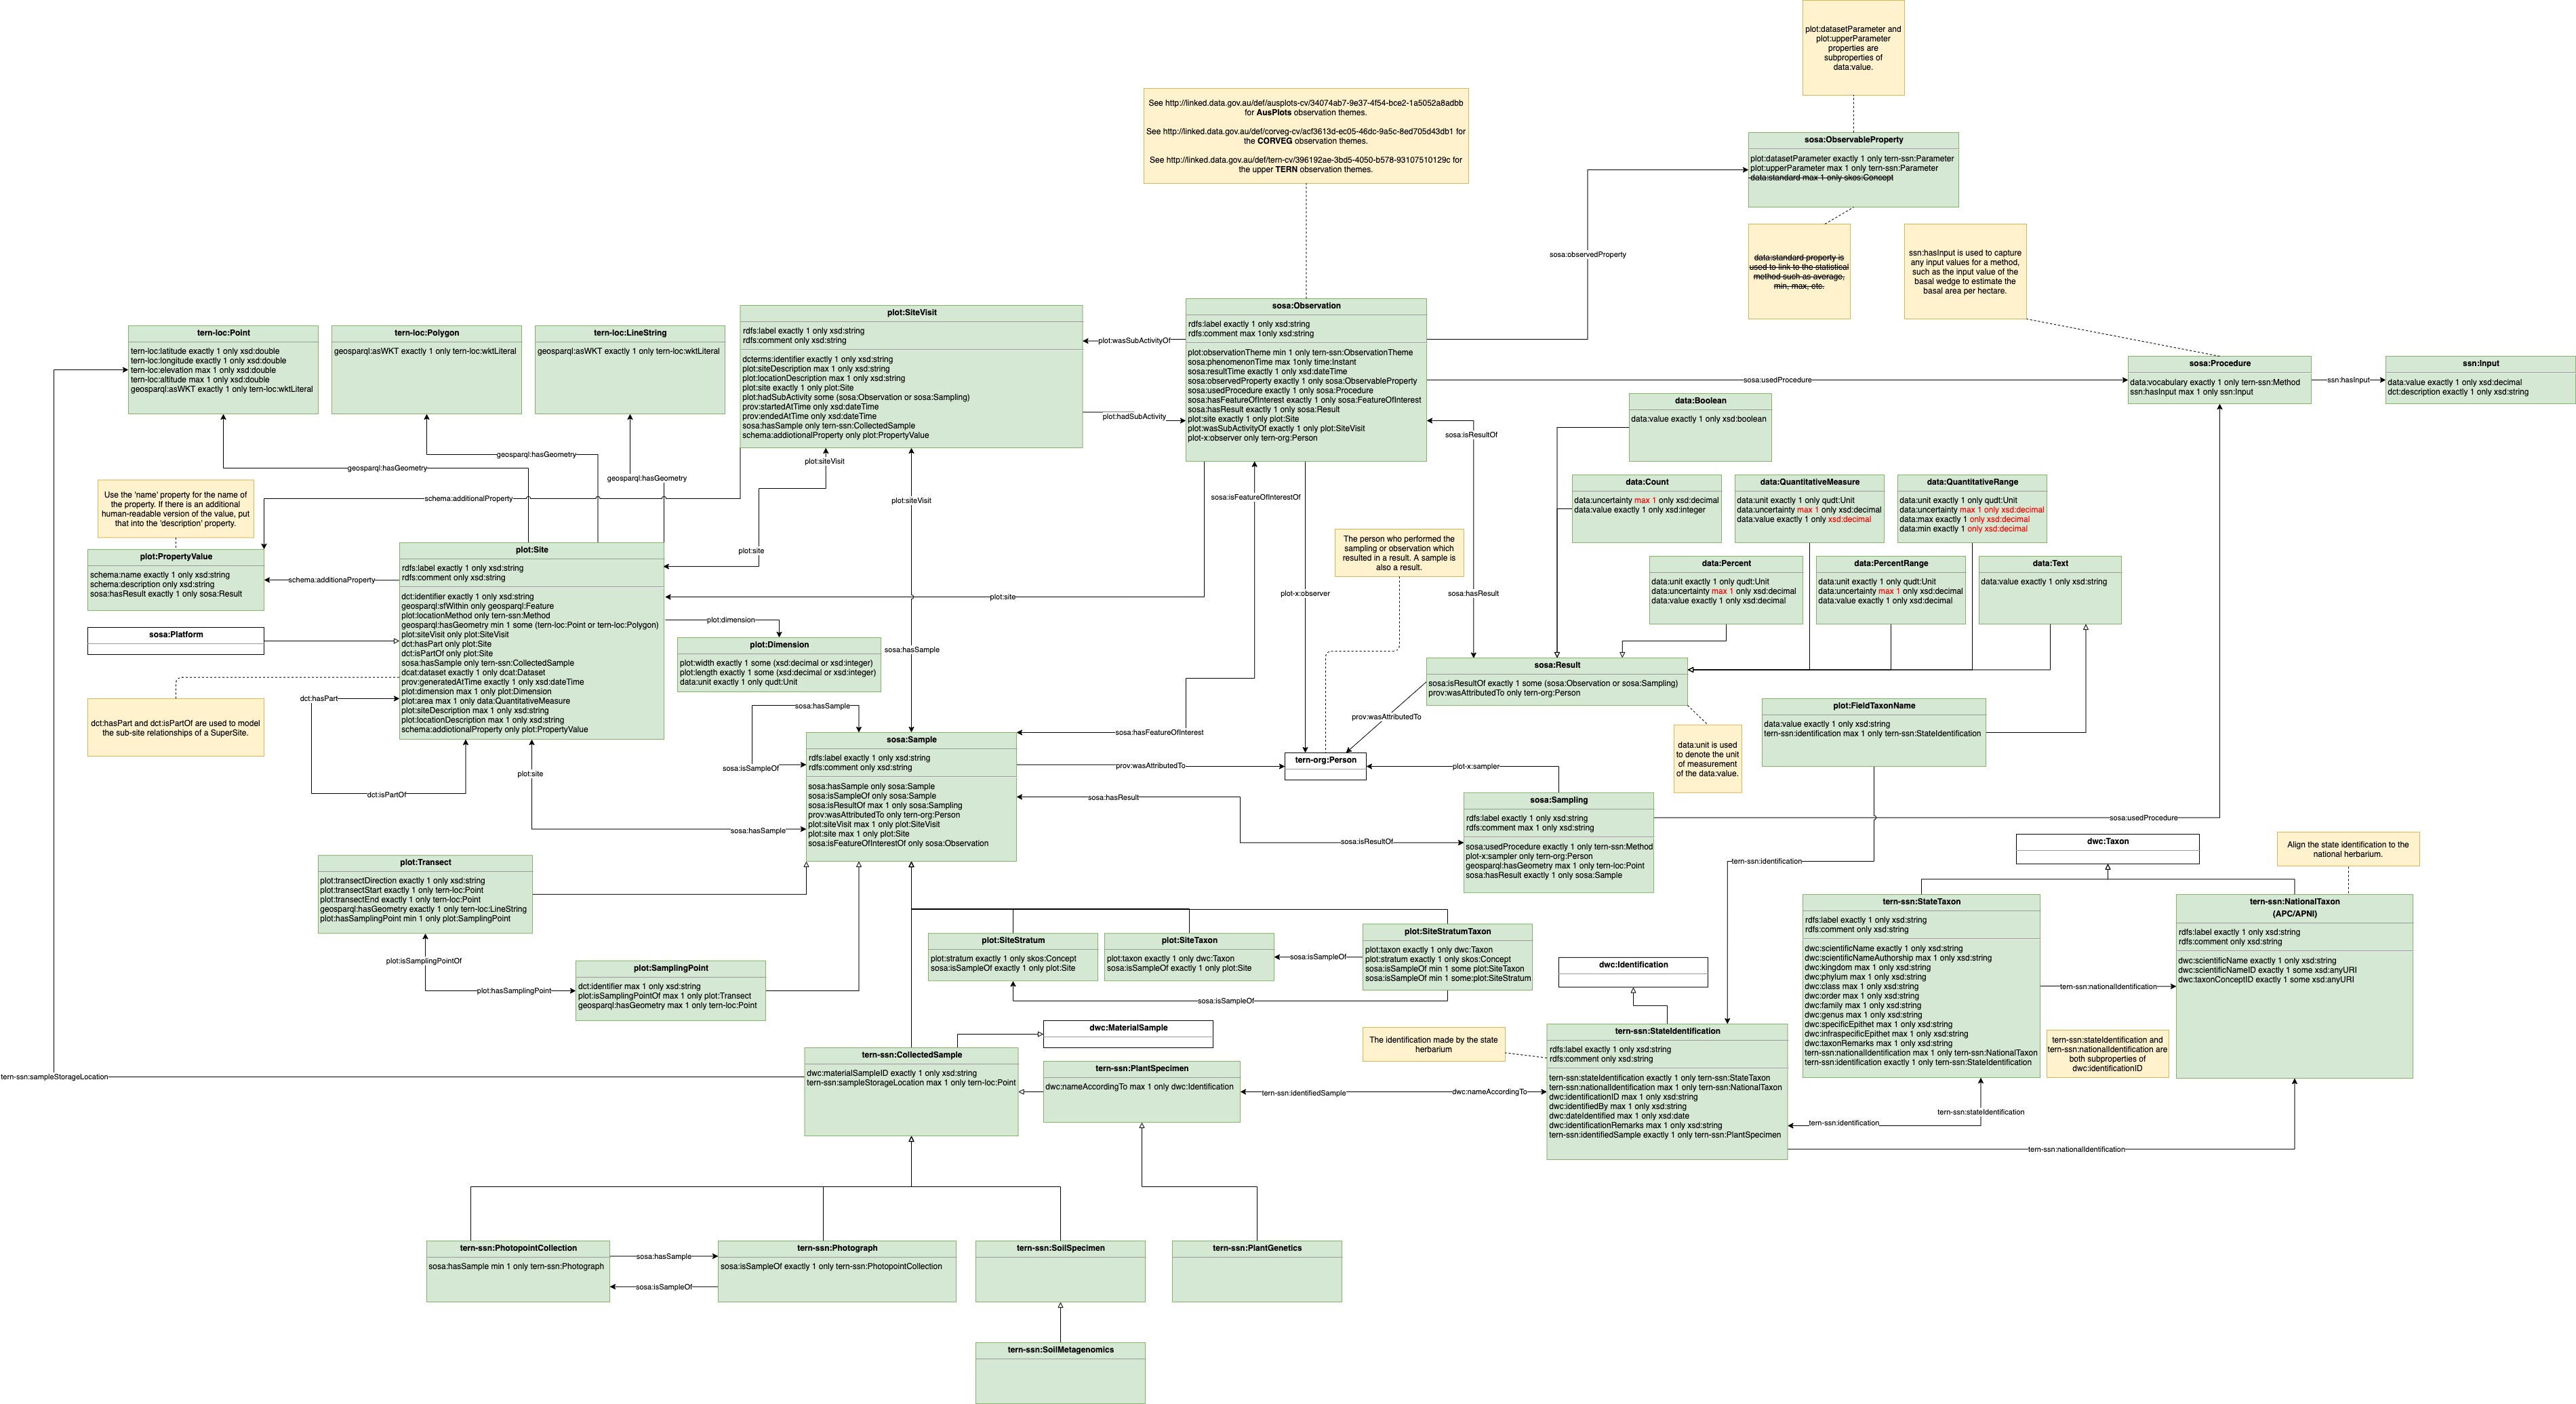 plot:datasetParameter and
plot:upperParameter
properties are
subproperties of
data:value.
See http://linked.data.gov.au/def/ausplots-cv/34074ab7-9e37-4f54-bce2-1a5052a8adbb
for AusPlots observation themes.
See http://linked.data.gov.au/def/corveg-cv/acf3613d-ec05-46dc-9a5c-8ed705d43db1 for
the CORVEG observation themes.
See http://linked.data.gov.au/def/tern-cv/396192ae-3bd5-4050-b578-93107510129c for
the upper TERN observation themes.
sosa:ObservableProperty
plot:datasetParameter exactly 1 only tern-ssn:Parameter
plot:upperParameter max 1 only tern-ssn:Parameter
data:standard max 1 only skos:Concept
sosa:observedProperty
data:standard property is
used to link to the statistical
method such as average,
min, max, etc.
ssn:hasInput is used to capture
any input values for a method,
such as the input value of the
basal wedge to estimate the
basal area per hectare.
tern-loc:Point
tern-loc:latitude exactly 1 only xsd:double
tern-loc:longitude exactly 1 only xsd:double
tern-loc:elevation max 1 only xsd:double
tern-loc:altitude max 1 only xsd:double
geosparql:asWKT exactly 1 only tern-loc:wktLiteral
tern-loc:Polygon
geosparql:asWKT exactly 1 only tern-loc:wktLiteral
tern-loc:LineString
geosparql:asWKT exactly 1 only tern-loc:wktLiteral
plot:SiteVisit
rdfs:label exactly 1 only xsd:string
rdfs:comment only xsd:string
dcterms:identifier exactly 1 only xsd:string
plot:siteDescription max 1 only xsd:string
plot:locationDescription max 1 only xsd:string
plot:site exactly 1 only plot:Site
plot:hadSubActivity some (sosa:Observation or sosa:Sampling)
prov:startedAtTime only xsd:dateTime
prov:endedAtTime only xsd:dateTime
sosa:hasSample only tern-ssn:CollectedSample
schema:addiotionalProperty only plot:PropertyValue
plot:wasSubActivityOf
plot:hadSubActivity
sosa:Observation
rdfs:label exactly 1 only xsd:string
rdfs:comment max 1only xsd:string
plot:observationTheme min 1 only tern-ssn:ObservationTheme
sosa:phenomenonTime max 1only time:Instant
sosa:resultTime exactly 1 only xsd:dateTime
sosa:observedProperty exactly 1 only sosa:ObservableProperty
sosa:usedProcedure exactly 1 only sosa:Procedure
sosa:hasFeatureOfInterest exactly 1 only sosa:FeatureOfInterest
sosa:hasResult exactly 1 only sosa:Result
plot:site exactly 1 only plot:Site
plot:wasSubActivityOf exactly 1 only plot:SiteVisit
plot-x:observer only tern-org:Person
sosa:usedProcedure
sosa:Procedure
data:vocabulary exactly 1 only tern-ssn:Method
ssn:hasInput max 1 only ssn:Input
ssn:hasInput
ssn:Input
data:value exactly 1 only xsd:decimal
dct:description exactly 1 only xsd:string
data:Boolean
data:value exactly 1 only xsd:boolean
sosa:isResultOf
geosparql:hasGeometry
geosparql:hasGeometry
geosparql:hasGeometry
plot:siteVisit
plot:siteVisit
schema:additionalProperty
sosa:isFeatureOfInterestOf
data:Count
data:uncertainty max 1 only xsd:decimal
data:value exactly 1 only xsd:integer
data:QuantitativeMeasure
data:unit exactly 1 only qudt:Unit
data:uncertainty max 1 only xsd:decimal
data:value exactly 1 only xsd:decimal
data:QuantitativeRange
data:unit exactly 1 only qudt:Unit
data:uncertainty max 1 only xsd:decimal
data:max exactly 1 only xsd:decimal
data:min exactly 1 only xsd:decimal
Use the 'name' property for the name of
the property. If there is an additional
human-readable version of the value, put
that into the 'description' property.
plot:PropertyValue
schema:name exactly 1 only xsd:string
schema:description only xsd:string
sosa:hasResult exactly 1 only sosa:Result
schema:additionaProperty
plot:Site
rdfs:label exactly 1 only xsd:string
rdfs:comment only xsd:string
dct:identifier exactly 1 only xsd:string
geosparql:sfWithin only geosparql:Feature
plot:locationMethod only tern-ssn:Method
geosparql:hasGeometry min 1 some (tern-loc:Point or tern-loc:Polygon)
plot:siteVisit only plot:SiteVisit
dct:hasPart only plot:Site
dct:isPartOf only plot:Site
sosa:hasSample only tern-ssn:CollectedSample
dcat:dataset exactly 1 only dcat:Dataset
prov:generatedAtTime exactly 1 only xsd:dateTime
plot:dimension max 1 only plot:Dimension
plot:area max 1 only data:QuantitativeMeasure
plot:siteDescription max 1 only xsd:string
plot:locationDescription max 1 only xsd:string
schema:addiotionalProperty only plot:PropertyValue
plot:site
plot:site
The person who performed the
sampling or observation which
resulted in a result. A sample is
also a result.
plot-x:observer
sosa:hasResult
data:Percent
data:unit exactly 1 only qudt:Unit
data:uncertainty max 1 only xsd:decimal
data:value exactly 1 only xsd:decimal
data:PercentRange
data:unit exactly 1 only qudt:Unit
data:uncertainty max 1 only xsd:decimal
data:value exactly 1 only xsd:decimal
data:Text
data:value exactly 1 only xsd:string
sosa:Platform
plot:dimension
plot:Dimension
plot:width exactly 1 some (xsd:decimal or xsd:integer)
plot:length exactly 1 some (xsd:decimal or xsd:integer)
data:unit exactly 1 only qudt:Unit
sosa:hasSample
sosa:Result
sosa:isResultOf exactly 1 some (sosa:Observation or sosa:Sampling)
prov:wasAttributedTo only tern-org:Person
prov:wasAttributedTo
data:unit is used
to denote the unit
of measurement
of the data:value.
plot:FieldTaxonName
data:value exactly 1 only xsd:string
tern-ssn:identification max 1 only tern-ssn:StateIdentification
dct:hasPart and dct:isPartOf are used to model
the sub-site relationships of a SuperSite.
dct:hasPart
dct:isPartOf
plot:site
sosa:hasSample
sosa:hasSample
sosa:isSampleOf
sosa:Sample
rdfs:label exactly 1 only xsd:string
rdfs:comment only xsd:string
sosa:hasSample only sosa:Sample
sosa:isSampleOf only sosa:Sample
sosa:isResultOf max 1 only sosa:Sampling
prov:wasAttributedTo only tern-org:Person
plot:siteVisit max 1 only plot:SiteVisit
plot:site max 1 only plot:Site
sosa:isFeatureOfInterestOf only sosa:Observation
sosa:hasFeatureOfInterest
prov:wasAttributedTo
tern-org:Person
plot-x:sampler
sosa:hasResult
sosa:isResultOf
sosa:Sampling
rdfs:label exactly 1 only xsd:string
rdfs:comment max 1 only xsd:string
sosa:usedProcedure exactly 1 only tern-ssn:Method
plot-x:sampler only tern-org:Person
geosparql:hasGeometry max 1 only tern-loc:Point
sosa:hasResult exactly 1 only sosa:Sample
sosa:usedProcedure
tern-ssn:identification
dwc:Taxon
Align the state identification to the
national herbarium.
plot:Transect
plot:transectDirection exactly 1 only xsd:string
plot:transectStart exactly 1 only tern-loc:Point
plot:transectEnd exactly 1 only tern-loc:Point
geosparql:hasGeometry exactly 1 only tern-loc:LineString
plot:hasSamplingPoint min 1 only plot:SamplingPoint
plot:isSamplingPointOf
plot:hasSamplingPoint
plot:SamplingPoint
dct:identifier max 1 only xsd:string
plot:isSamplingPointOf max 1 only plot:Transect
geosparql:hasGeometry max 1 only tern-loc:Point
plot:SiteStratum
plot:stratum exactly 1 only skos:Concept
sosa:isSampleOf exactly 1 only plot:Site
plot:SiteTaxon
plot:taxon exactly 1 only dwc:Taxon
sosa:isSampleOf exactly 1 only plot:Site
sosa:isSampleOf
plot:SiteStratumTaxon
plot:taxon exactly 1 only dwc:Taxon
plot:stratum exactly 1 only skos:Concept
sosa:isSampleOf min 1 some plot:SiteTaxon
sosa:isSampleOf min 1 some:plot:SiteStratum
sosa:isSampleOf
dwc:Identification
tern-ssn:StateTaxon
rdfs:label exactly 1 only xsd:string
rdfs:comment only xsd:string
dwc:scientificName exactly 1 only xsd:string
dwc:scientificNameAuthorship max 1 only xsd:string
dwc:kingdom max 1 only xsd:string
dwc:phylum max 1 only xsd:string
dwc:class max 1 only xsd:string
dwc:order max 1 only xsd:string
dwc:family max 1 only xsd:string
dwc:genus max 1 only xsd:string
dwc:specificEpithet max 1 only xsd:string
dwc:infraspecificEpithet max 1 only xsd:string
dwc:taxonRemarks max 1 only xsd:string
tern-ssn:nationalIdentification max 1 only tern-ssn:NationalTaxon
tern-ssn:identification exactly 1 only tern-ssn:StateIdentification
tern-ssn:nationalIdentification
tern-ssn:NationalTaxon
(APC/APNI)
rdfs:label exactly 1 only xsd:string
rdfs:comment only xsd:string
dwc:scientificName exactly 1 only xsd:string
dwc:scientificNameID exactly 1 some xsd:anyURI
dwc:taxonConceptID exactly 1 some xsd:anyURI
tern-ssn:stateIdentification and
tern-ssn:nationalIdentification are
both subproperties of
dwc:identificationID
dwc:MaterialSample
The identification made by the state
herbarium
tern-ssn:StateIdentification
rdfs:label exactly 1 only xsd:string
rdfs:comment only xsd:string
tern-ssn:stateIdentification exactly 1 only tern-ssn:StateTaxon
tern-ssn:nationalIdentification max 1 only tern-ssn:NationalTaxon
dwc:identificationID max 1 only xsd:string
dwc:identifiedBy max 1 only xsd:string
dwc:dateIdentified max 1 only xsd:date
dwc:identificationRemarks max 1 only xsd:string
tern-ssn:identifiedSample exactly 1 only tern-ssn:PlantSpecimen
tern-ssn:sampleStorageLocation
tern-ssn:CollectedSample
dwc:materialSampleID exactly 1 only xsd:string
tern-ssn:sampleStorageLocation max 1 only tern-loc:Point
tern-ssn:PlantSpecimen
dwc:nameAccordingTo max 1 only dwc:Identification
tern-ssn:identifiedSample
dwc:nameAccordingTo
tern-ssn:stateIdentification
tern-ssn:identification
tern-ssn:nationalIdentification
tern-ssn:PhotopointCollection
sosa:hasSample min 1 only tern-ssn:Photograph
sosa:hasSample
sosa:isSampleOf
tern-ssn:Photograph
sosa:isSampleOf exactly 1 only tern-ssn:PhotopointCollection
tern-ssn:SoilSpecimen
tern-ssn:PlantGenetics
tern-ssn:SoilMetagenomics